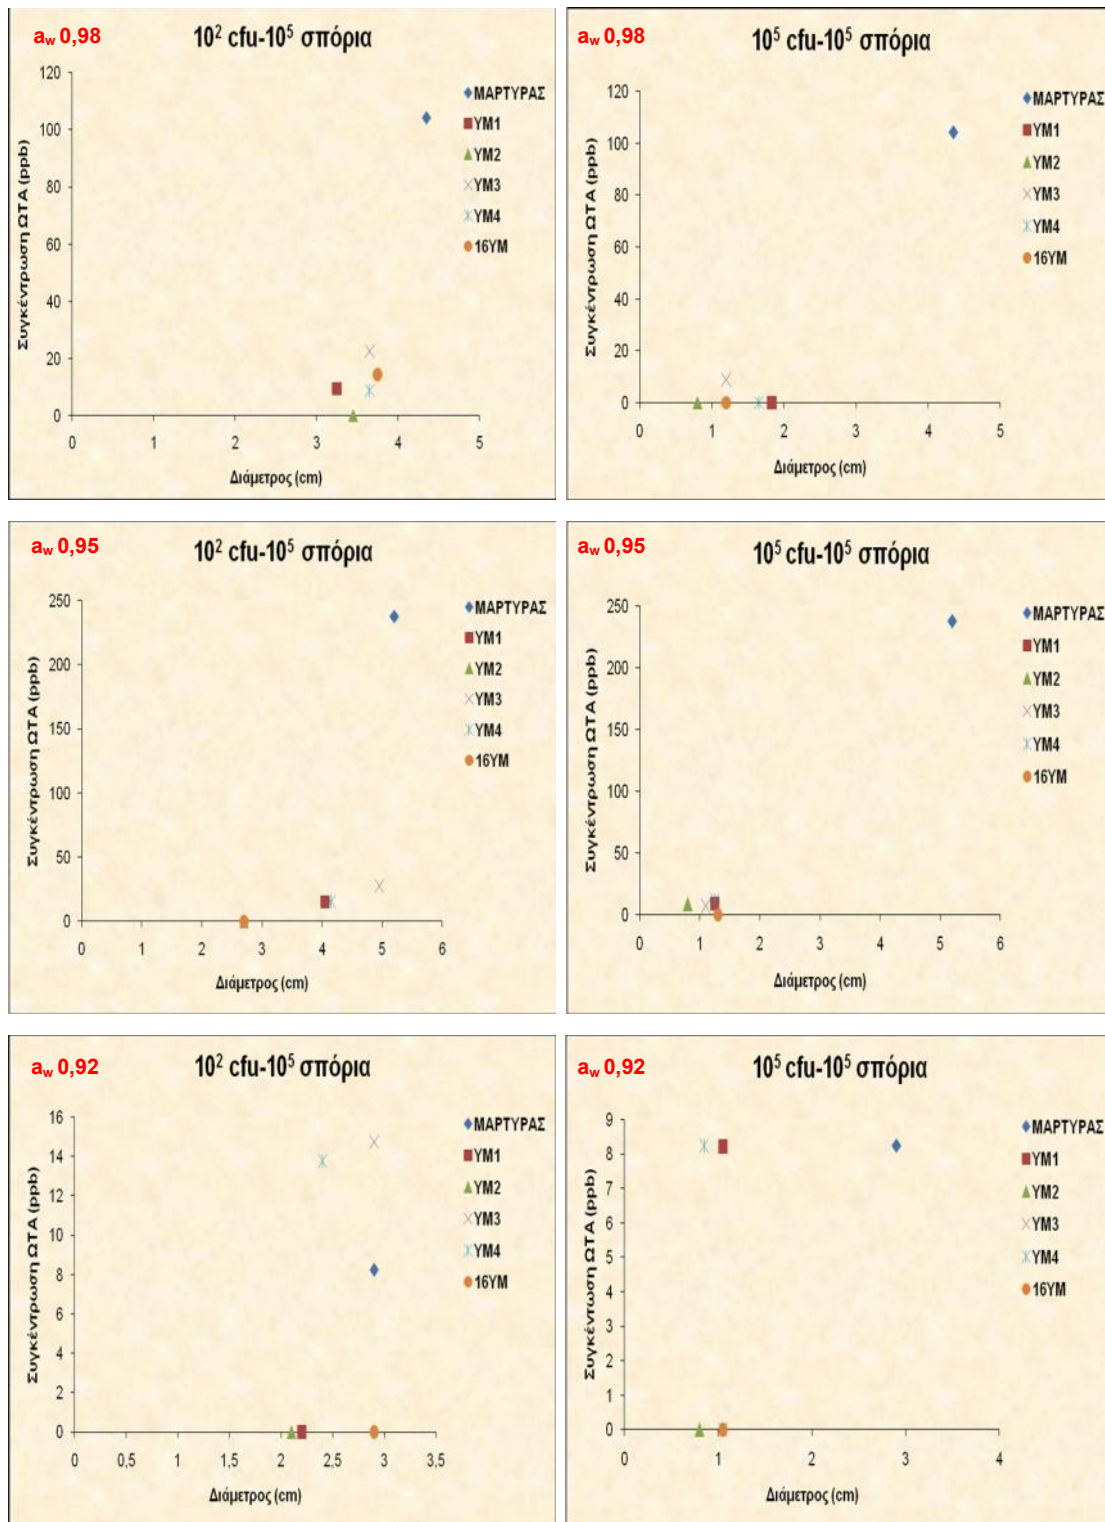 aw 0,98
10² cfu-10⁵ σπόρια
Συγκέντρωση ΩΤΑ (ppb)
120
100
80
60
40
20
0
0 1 2 3 4 5
Διάμετρος (cm)
ΜΑΡΤΥΡΑΣ
ΥΜ1
ΥΜ2
ΥΜ3
ΥΜ4
16ΥΜ
aw 0,98
10⁵ cfu-10⁵ σπόρια
Συγκέντρωση ΩΤΑ (ppb)
120
100
80
60
40
20
0
0 1 2 3 4 5
Διάμετρος (cm)
ΜΑΡΤΥΡΑΣ
ΥΜ1
ΥΜ2
ΥΜ3
ΥΜ4
16ΥΜ
aw 0,95
10² cfu-10⁵ σπόρια
Συγκέντρωση ΩΤΑ (ppb)
250
200
150
100
50
0
0 1 2 3 4 5 6
Διάμετρος (cm)
ΜΑΡΤΥΡΑΣ
ΥΜ1
ΥΜ2
ΥΜ3
ΥΜ4
16ΥΜ
aw 0,95
10⁵ cfu-10⁵ σπόρια
Συγκέντρωση ΩΤΑ (ppb)
250
200
150
100
50
0
0 1 2 3 4 5 6
Διάμετρος (cm)
ΜΑΡΤΥΡΑΣ
ΥΜ1
ΥΜ2
ΥΜ3
ΥΜ4
16ΥΜ
aw 0,92
10² cfu-10⁵ σπόρια
Συγκέντρωση ΩΤΑ (ppb)
16
14
12
10
8
6
4
2
0
0 0,5 1 1,5 2 2,5 3 3,5
Διάμετρος (cm)
ΜΑΡΤΥΡΑΣ
ΥΜ1
ΥΜ2
ΥΜ3
ΥΜ4
16ΥΜ
aw 0,92
10⁵ cfu-10⁵ σπόρια
Συγκέντωση ΩΤΑ (ppb)
9
8
7
6
5
4
3
2
1
0
0 1 2 3 4
Διάμετρος (cm)
ΜΑΡΤΥΡΑΣ
ΥΜ1
ΥΜ2
ΥΜ3
ΥΜ4
16ΥΜ